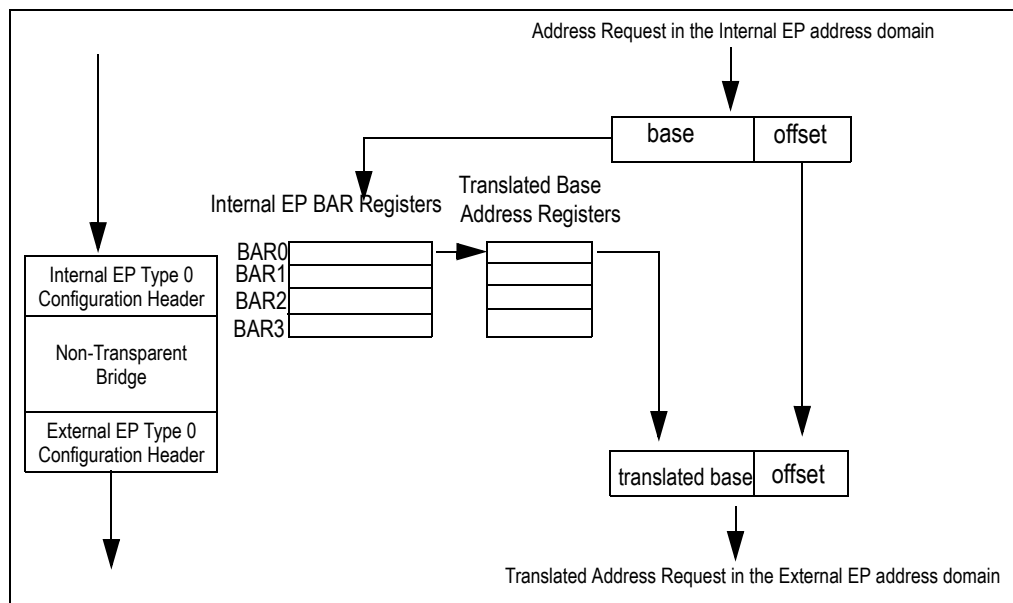 Address Request in the Internal EP address domain
base
offset
Internal EP BAR Registers
Translated Base
Address Registers
BAR0
BAR1
BAR2
BAR3
Internal EP Type 0
Configuration Header
Non-Transparent
Bridge
External EP Type 0
Configuration Header
translated base
offset
Translated Address Request in the External EP address domain